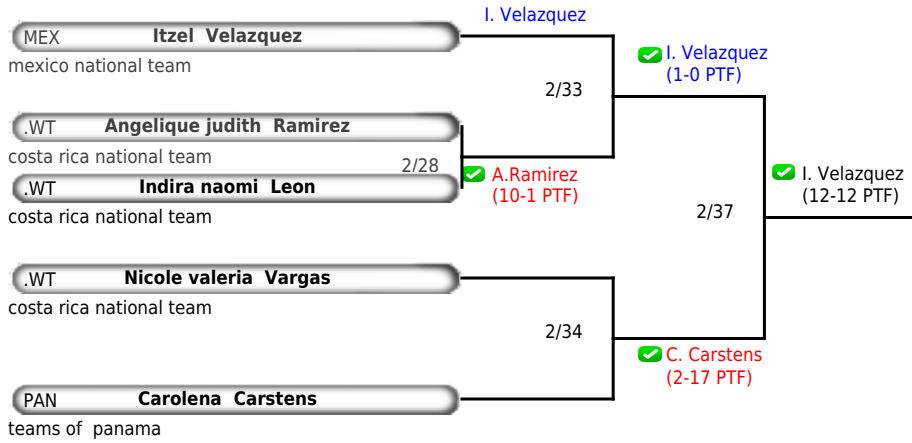 I. Velazquez
MEX Itzel Velazquez
mexico national team
I. Velazquez
(1-0 PTF)
2/33
.WT Angelique judith Ramirez
costa rica national team
2/28
A.Ramirez
(10-1 PTF)
.WT Indira naomi Leon
costa rica national team
I. Velazquez
(12-12 PTF)
2/37
.WT Nicole valeria Vargas
costa rica national team
2/34
C. Carstens
(2-17 PTF)
PAN Carolena Carstens
teams of panama